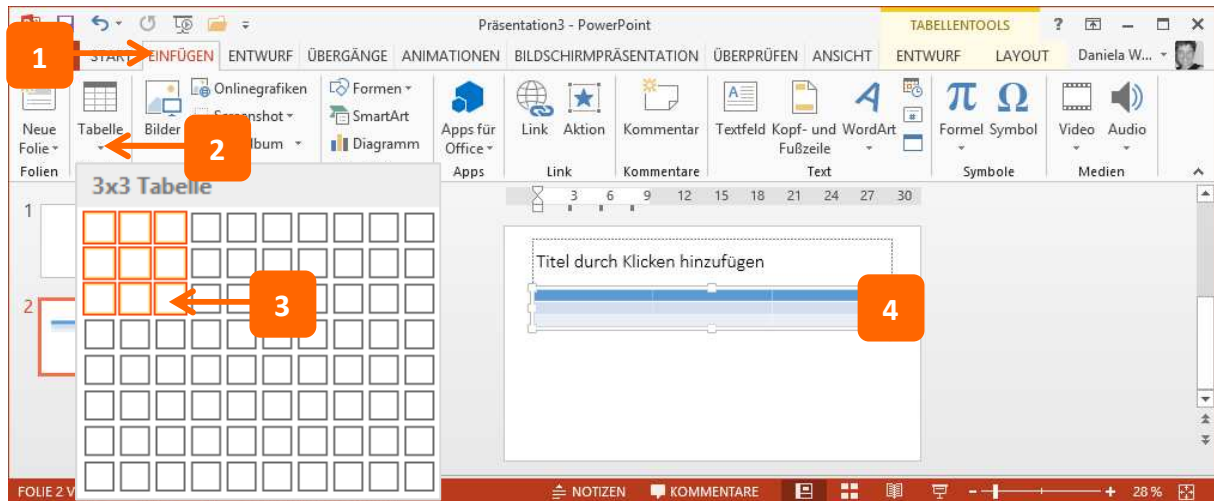 Präsentation3 - PowerPoint
TABELLENTOOLS
?
1
START EINFÜGEN ENTWURF ÜBERGÄNGE ANIMATIONEN BILDSCHIRMPRÄSENTATION ÜBERPRÜFEN ANSICHT ENTWURF LAYOUT Daniela W...
Neue Folie
Tabelle
Bilder
Onlinegrafiken
Screenshot
lbum
Formen
SmartArt
Diagramm
Apps für Office
Link
Aktion
Kommentar
Textfeld
Kopf- und Fußzeile
WordArt
π Ω
Formel
Symbol
Video
Audio
2
Folien
Apps
Link
Kommentare
Text
Symbole
Medien
3x3 Tabelle
3 6 9 12 15 18 21 24 27 30
1
2
3
Titel durch Klicken hinzufügen
4
FOLIE 2 V
NOTIZEN
KOMMENTARE
28 %